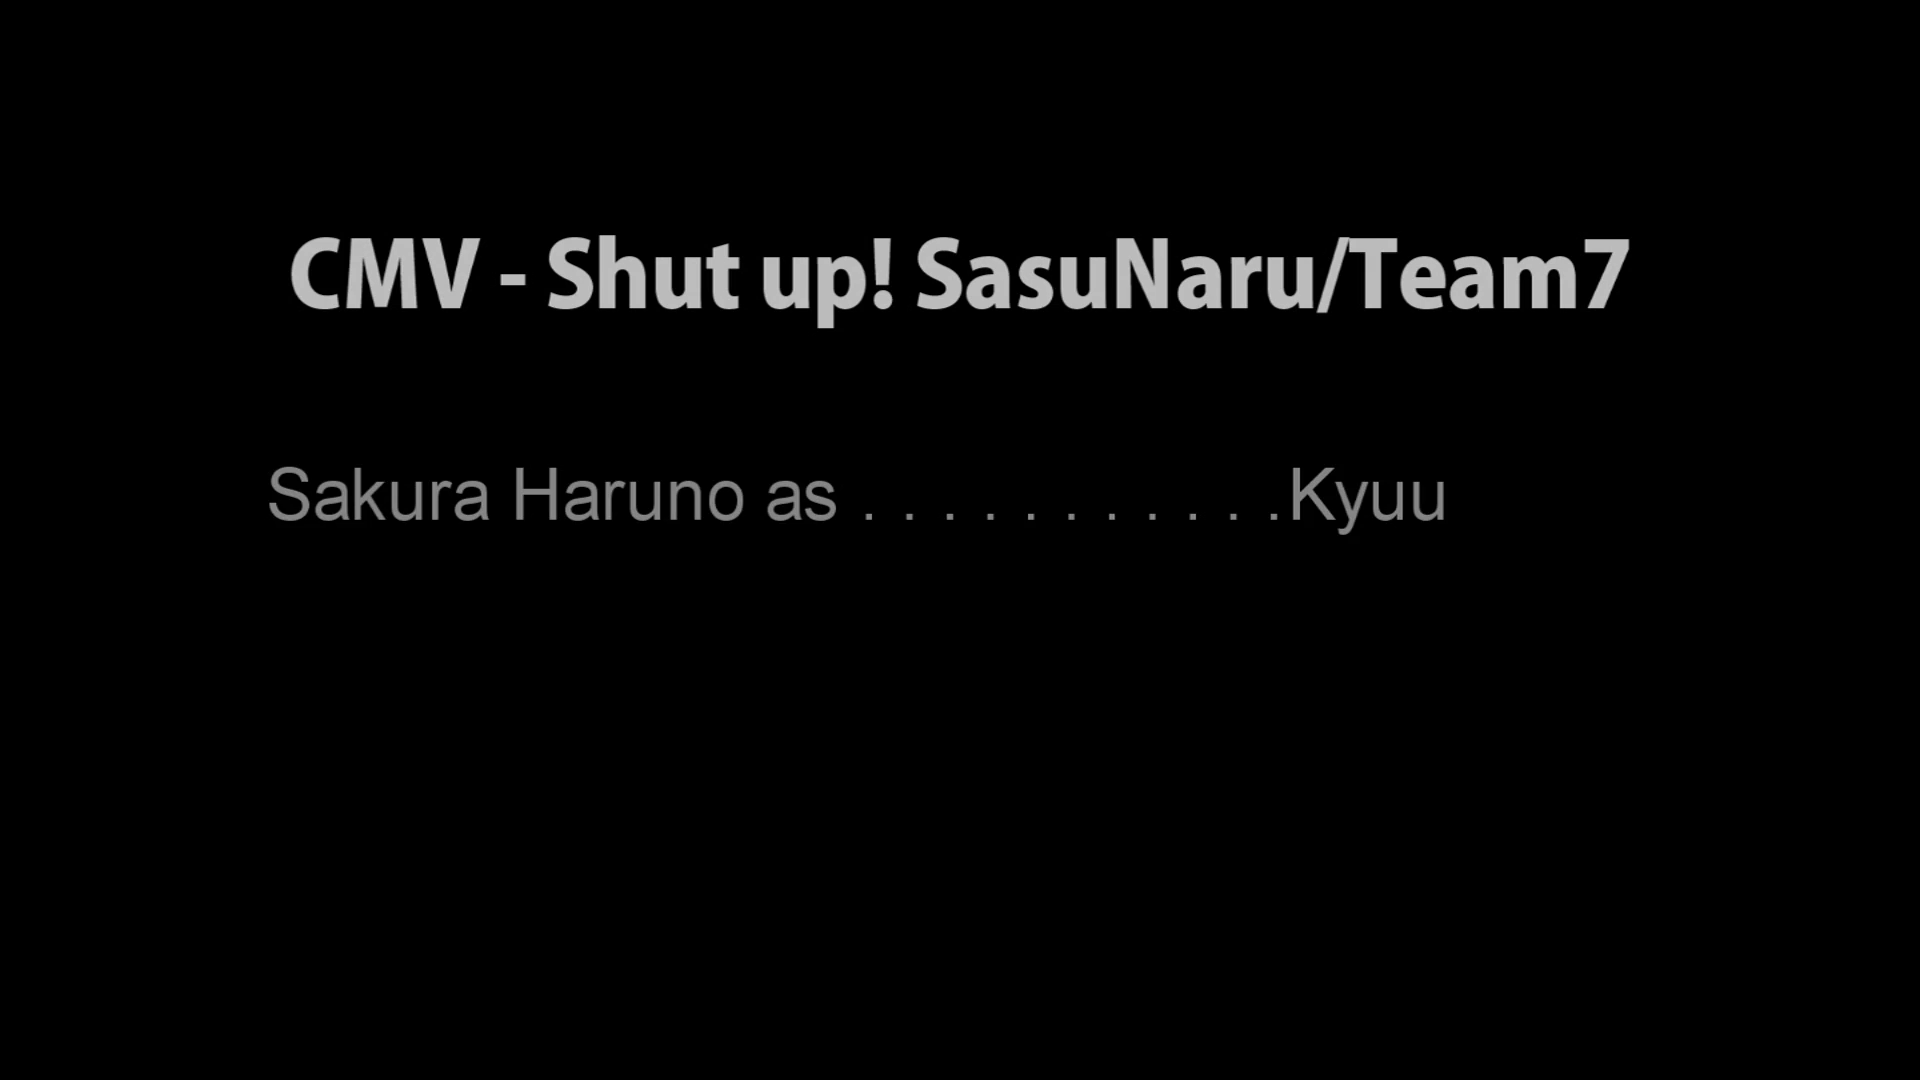 CMV - Shut up! SasuNaru/Team7
Sakura Haruno as . . . . . . . . . . .Kyuu